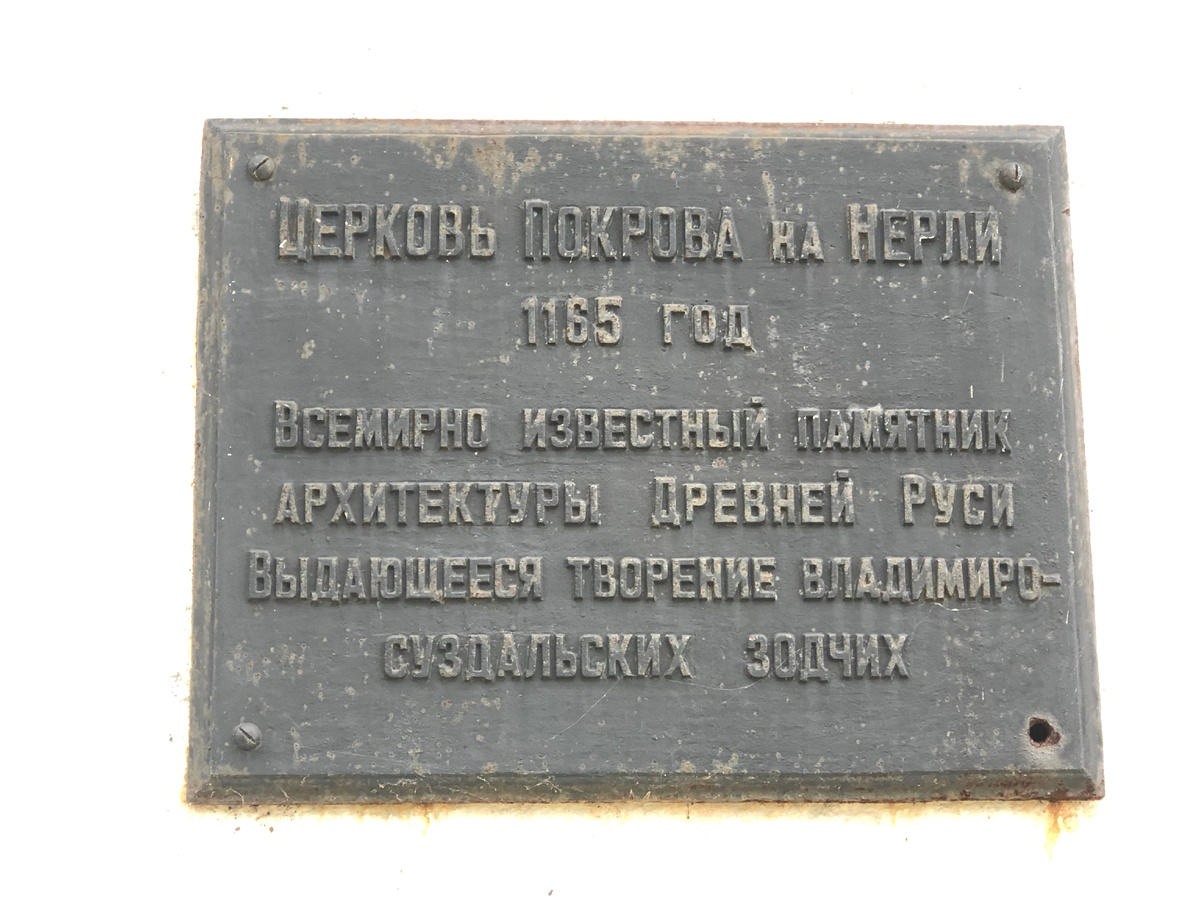 Церковь Покрова на Нерли
1165 год
Всемирно известный памятник
архитектуры Древней Руси
Выдающееся творение владимиро-
суздальских зодчих